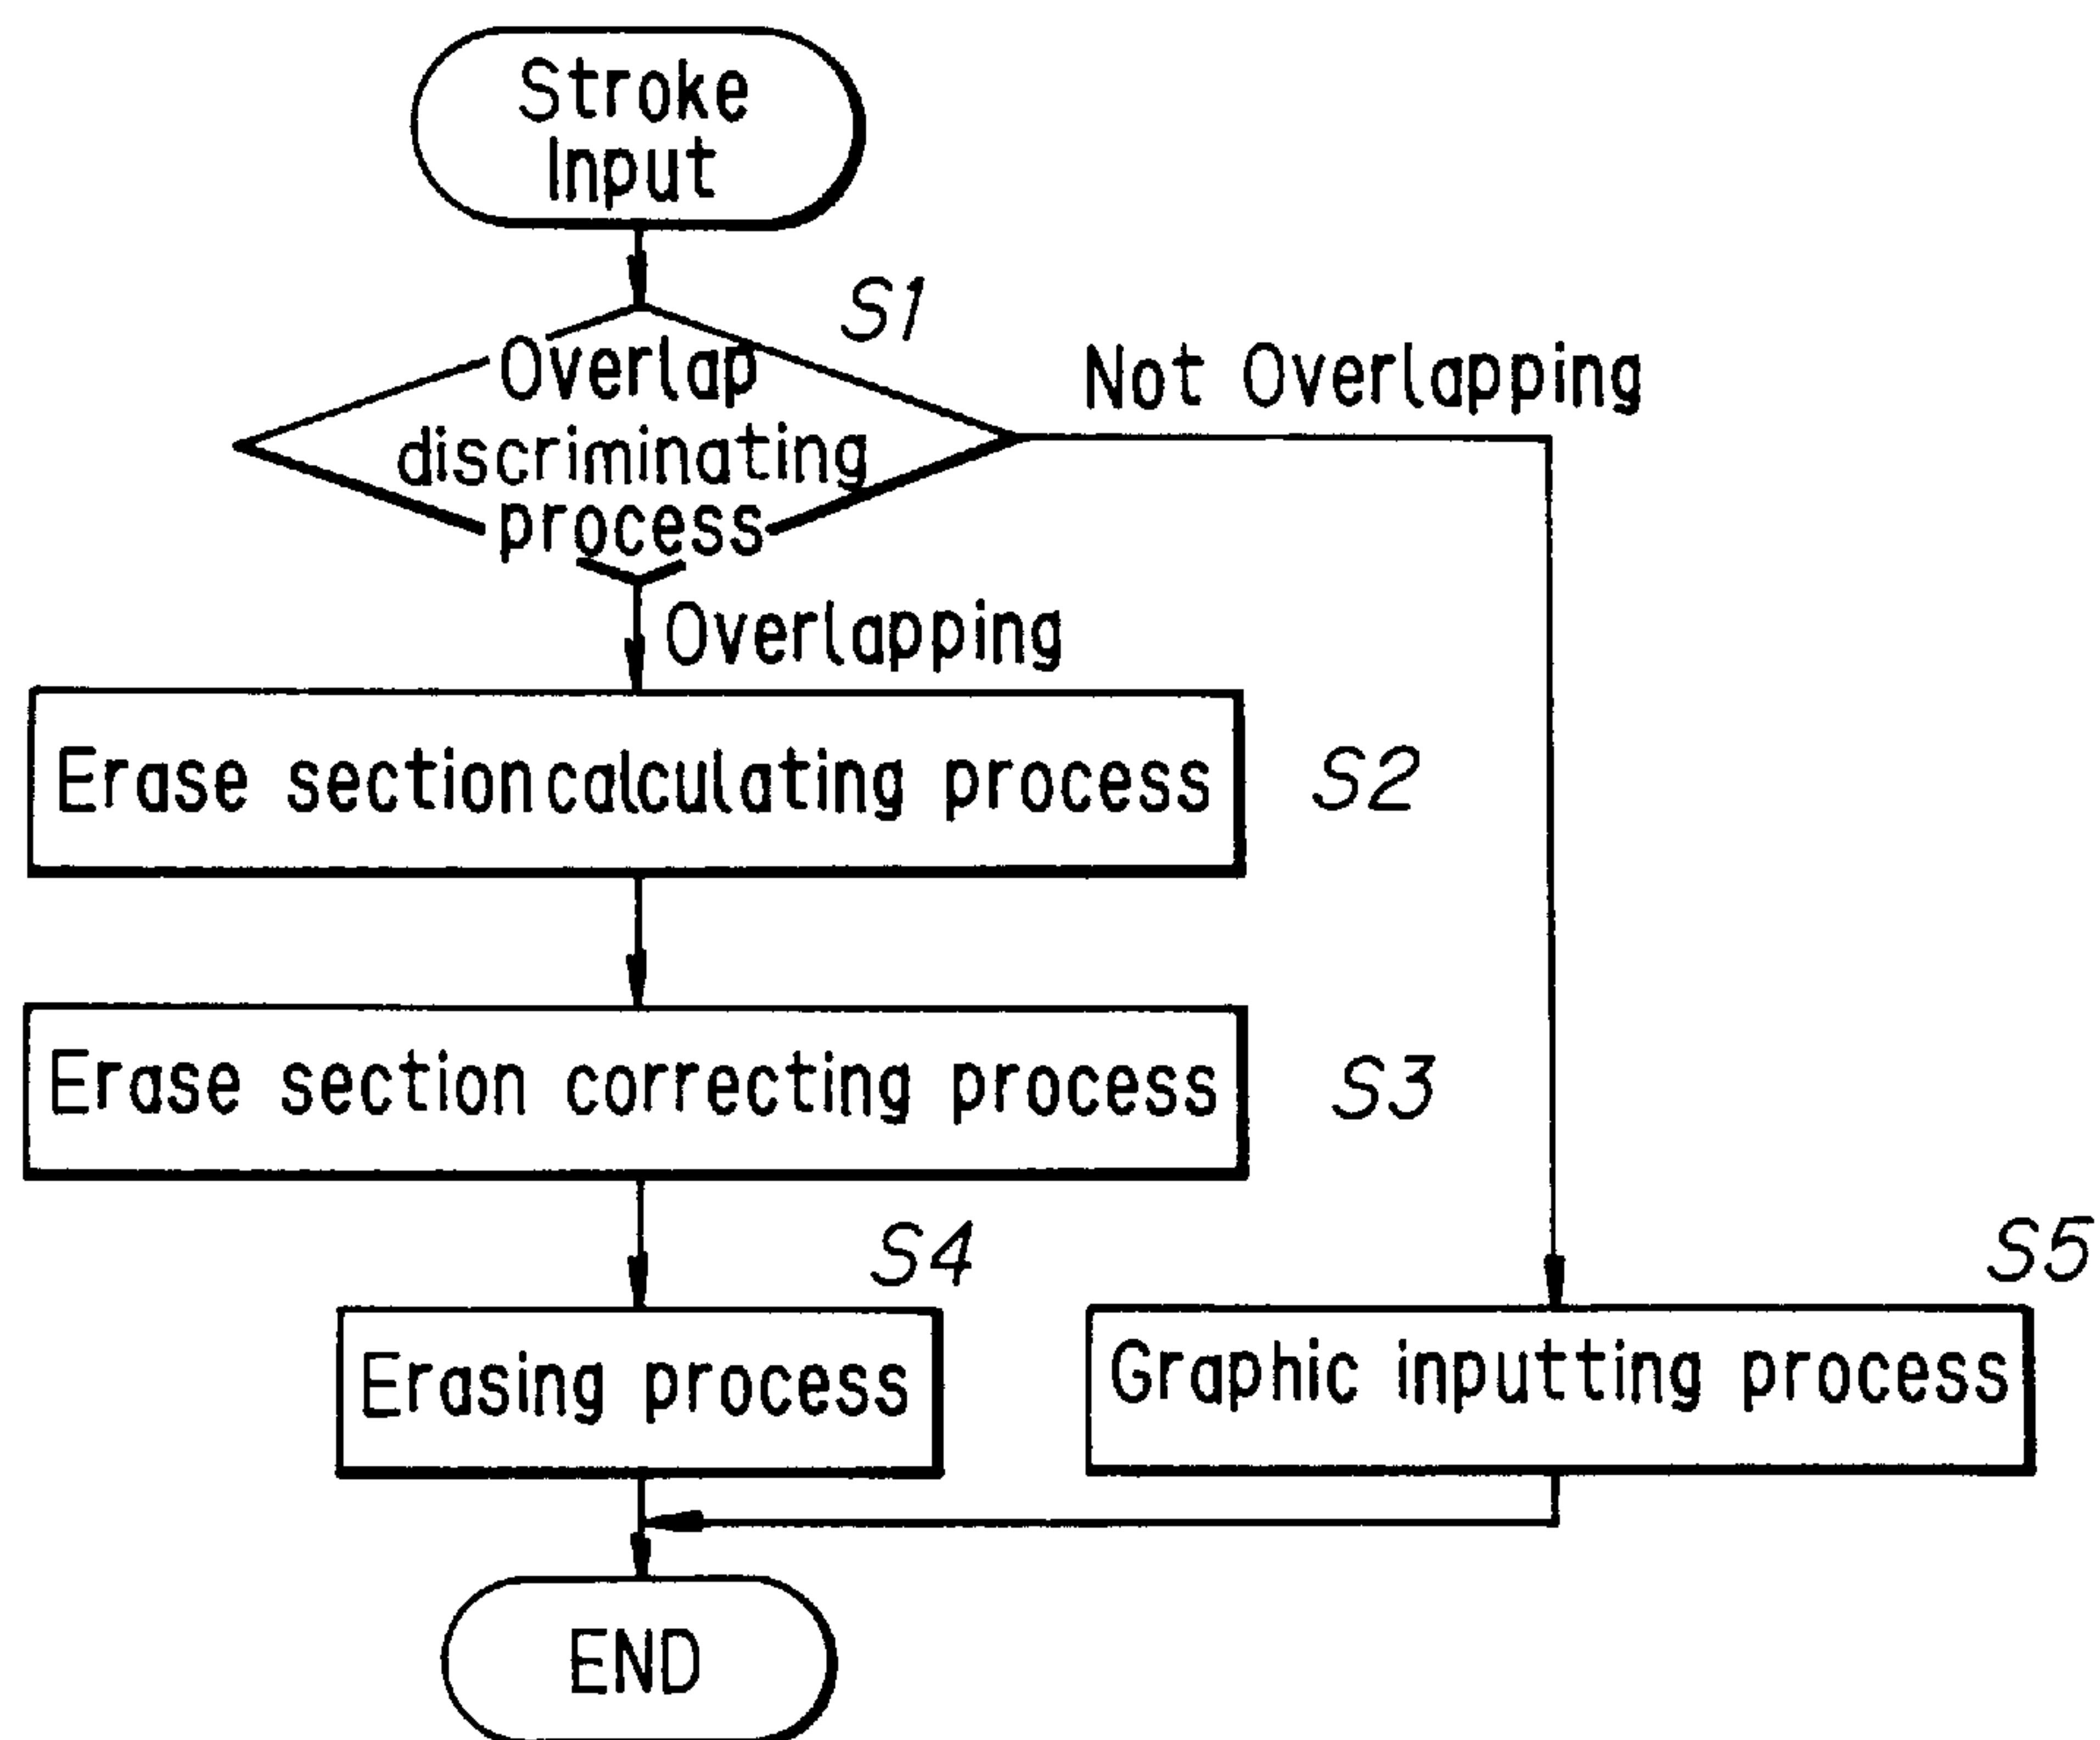 Stroke
Input
S1
Overlap
discriminating
process
Not Overlapping
Overlapping
Erase section calculating process
S2
Erase section correcting process
S3
S4
Erasing process
S5
Graphic inputting process
END